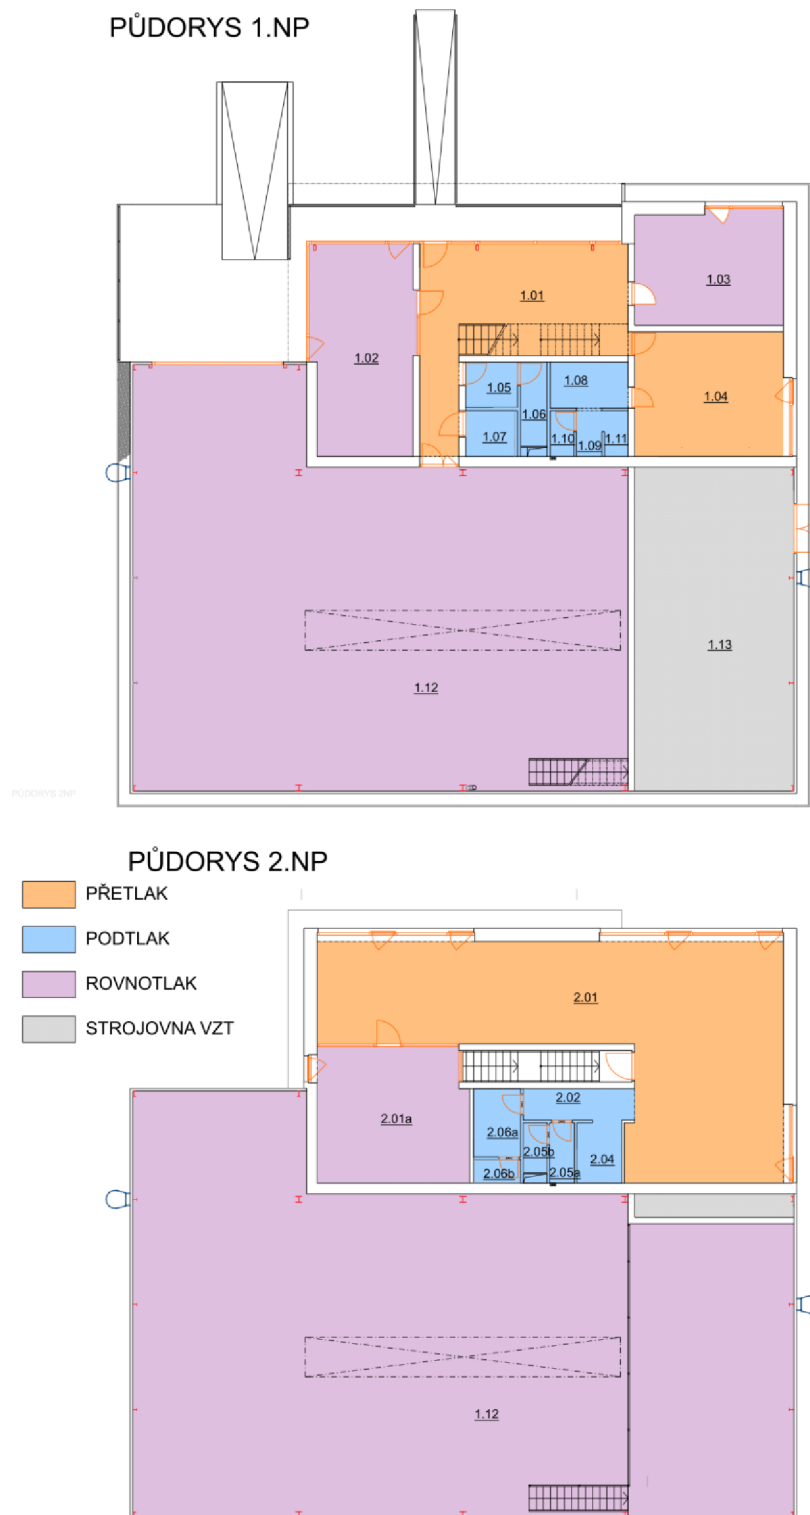 PŮDORYS 1.NP
1.01
1.03
1.02
1.04
1.05
1.08
1.06
1.07
1.10
1.09
1.11
1.13
1.12
PŮDORYS 2NP
PŮDORYS 2.NP
PŘETLAK
PODTLAK
ROVNOTLAK
STROJOVNA VZT
2.01
2.01a
2.02
2.06a
2.05b
2.04
2.06b
2.05a
1.12